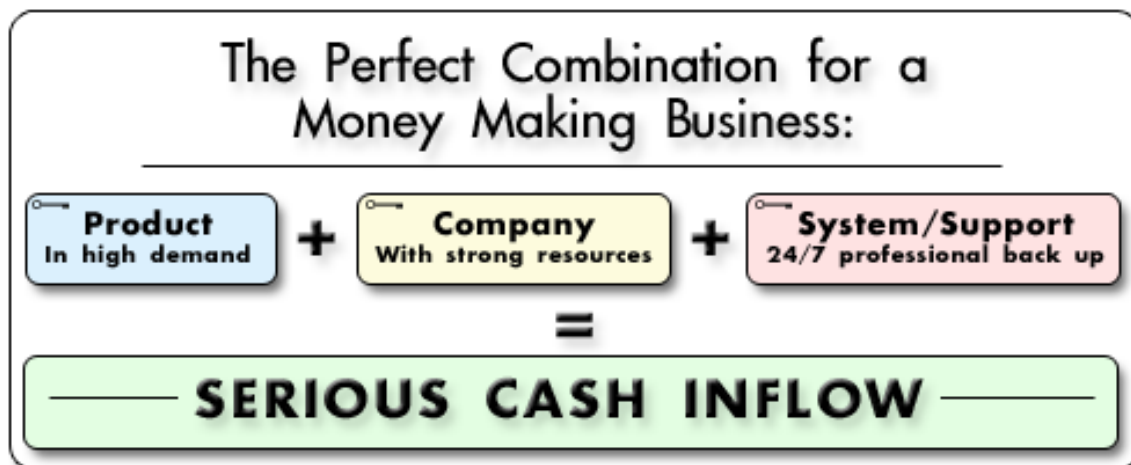 The Perfect Combination for a
Money Making Business:
Product
In high demand
+
Company
With strong resources
+
System/Support
24/7 professional back up
=
SERIOUS CASH INFLOW